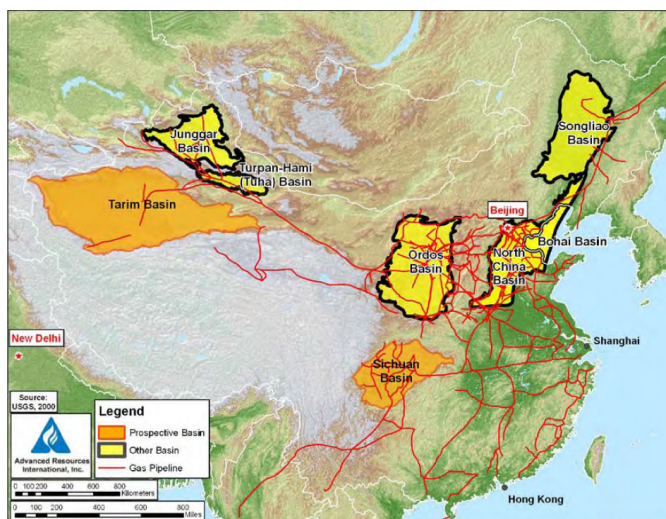 Junggar
Basin
Turpan-Hami
(Tuha) Basin
Tarim Basin
Songliao
Basin
Beijing
Bohai Basin
Ordos
Basin
North
China
Basin
Sichuan
Basin
New Delhi
Shanghai
Hong Kong
Source:
USGS, 2000
Advanced Resources
International, Inc.
Legend
Prospective Basin
Other Basin
Gas Pipeline
0 100 200 400 600 800
Kilometers
0 100 200 400 600 800
Miles